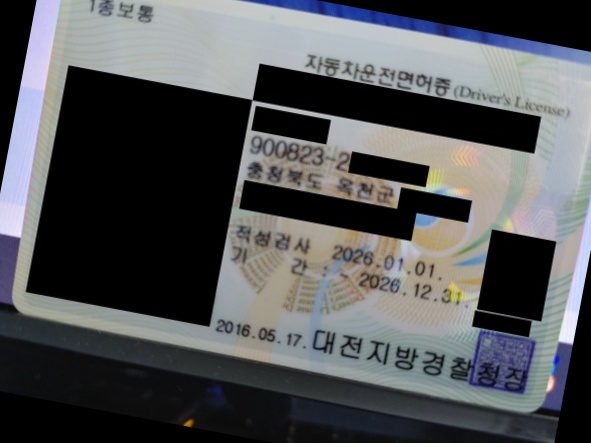 1종보통
자동차운전면허증 (Driver's License)
900823-2
충청북도 옥천군
적성검사 2026.01.01.
기 간 : ~ 2026.12.31.
2016.05.17. 대전지방경찰청장